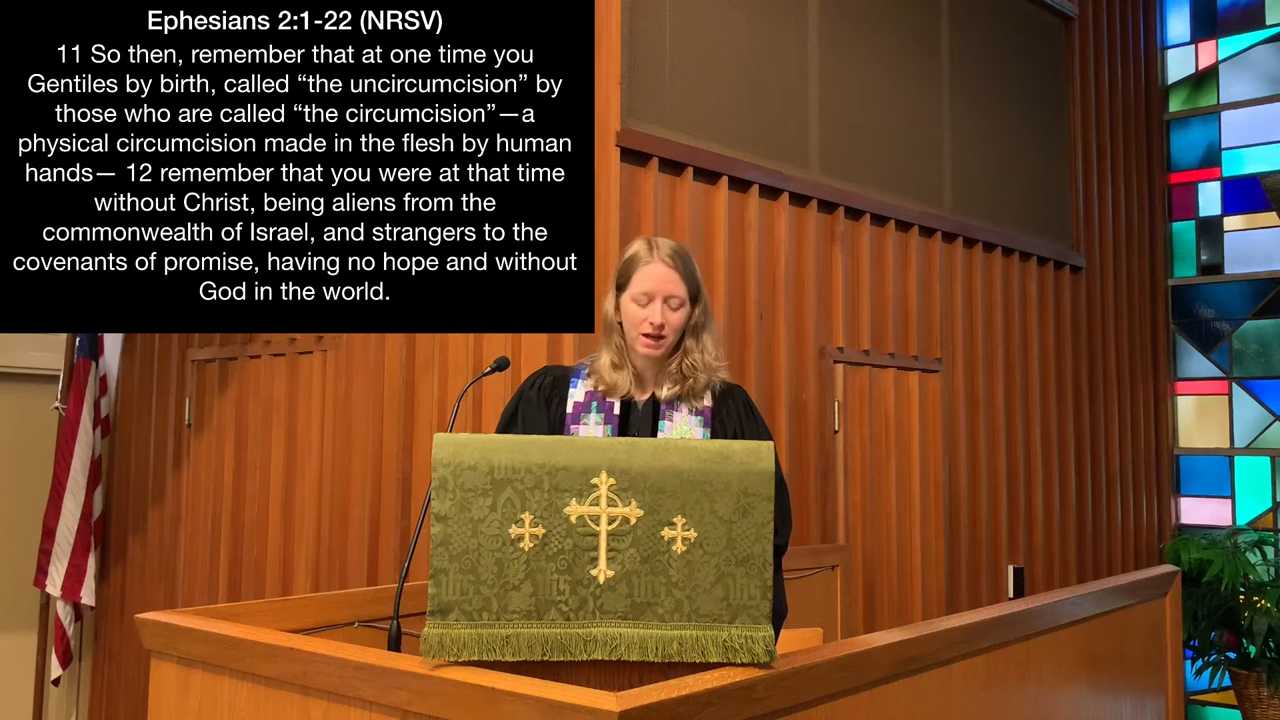 Ephesians 2:1-22 (NRSV)
11 So then, remember that at one time you
Gentiles by birth, called “the uncircumcision” by
those who are called “the circumcision”—a
physical circumcision made in the flesh by human
hands— 12 remember that you were at that time
without Christ, being aliens from the
commonwealth of Israel, and strangers to the
covenants of promise, having no hope and without
God in the world.